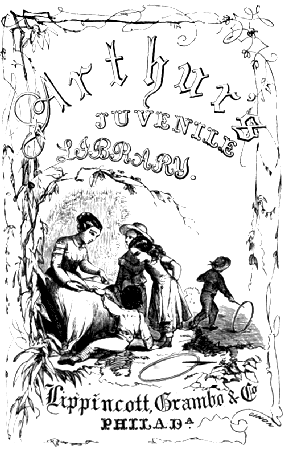 Arthur's
JUVENILE
LIBRARY.
Lippincott, Grambo & Co
PHILADA.